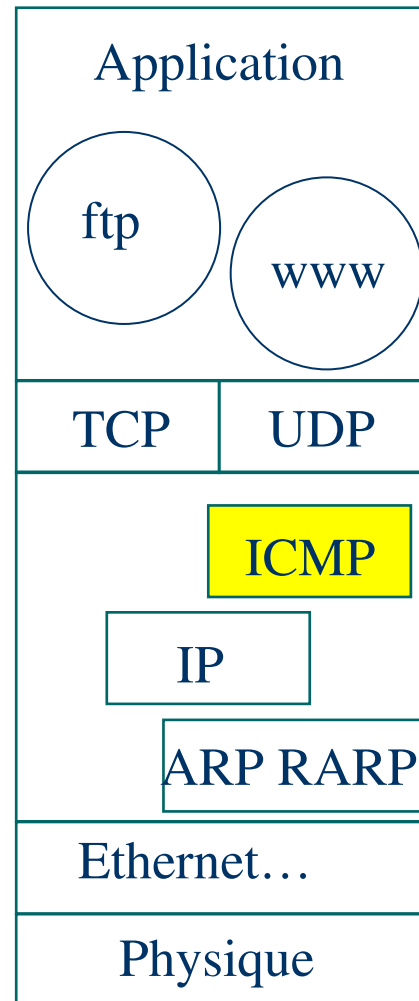 Application
ftp
www
TCP UDP
ICMP
IP
ARP RARP
Ethernet…
Physique